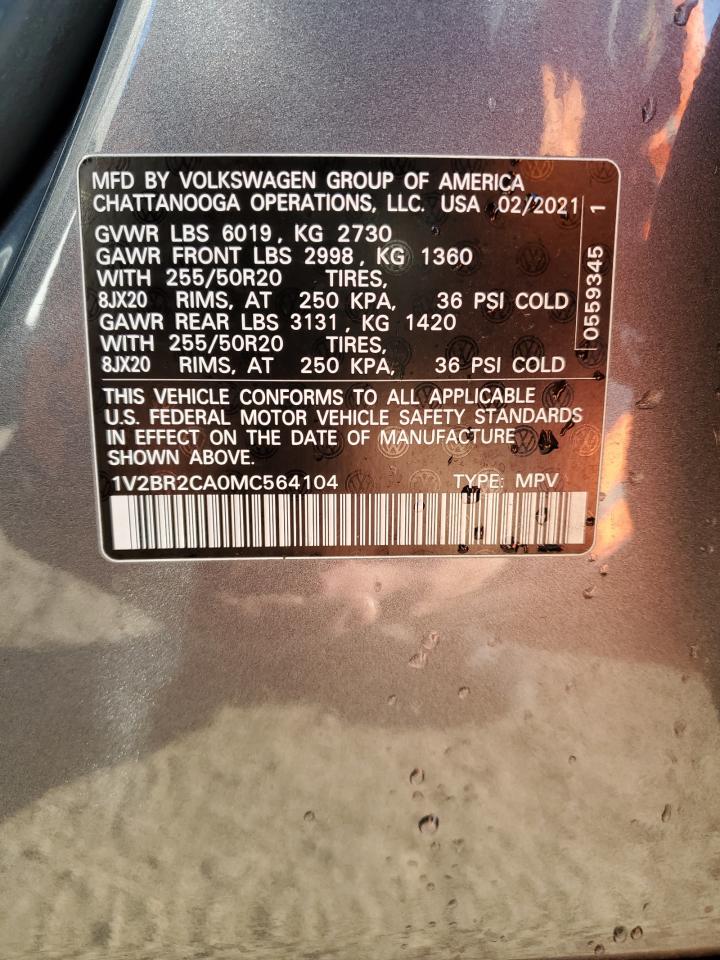 MFD BY VOLKSWAGEN GROUP OF AMERICA
CHATTANOOGA OPERATIONS, LLC. USA 02/2021
GVWR LBS 6019, KG 2730
GAWR FRONT LBS 2998, KG 1360
WITH 255/50R20 TIRES,
8JX20 RIMS, AT 250 KPA, 36 PSI COLD
GAWR REAR LBS 3131, KG 1420
WITH 255/50R20 TIRES,
8JX20 RIMS, AT 250 KPA, 36 PSI COLD
0559345 1
THIS VEHICLE CONFORMS TO ALL APPLICABLE
U.S. FEDERAL MOTOR VEHICLE SAFETY STANDARDS
IN EFFECT ON THE DATE OF MANUFACTURE
SHOWN ABOVE.
1V2BR2CA0MC564104 TYPE: MPV